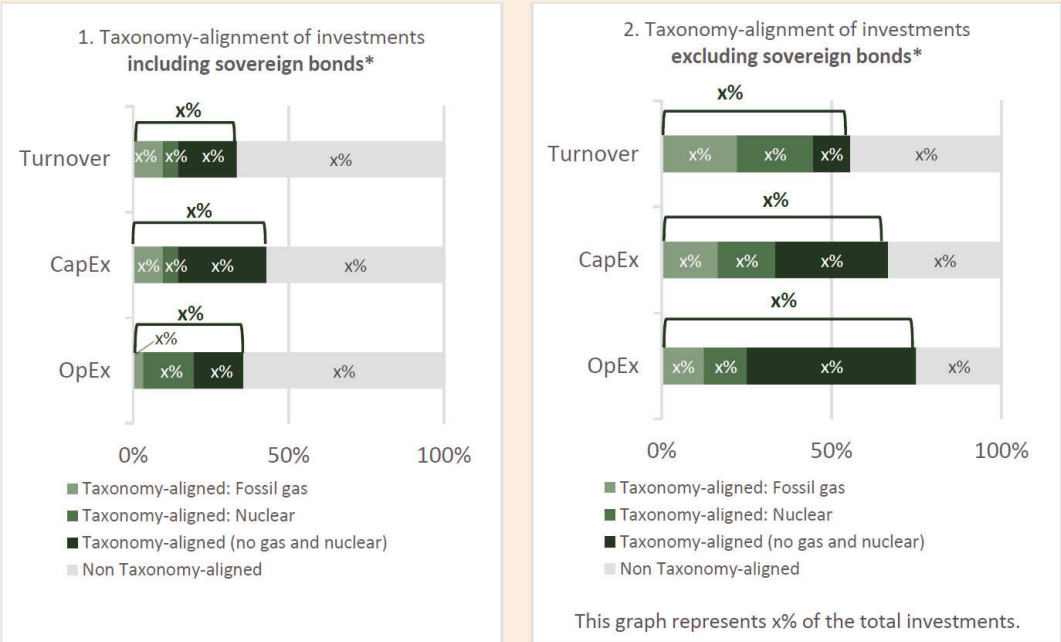 1. Taxonomy-alignment of investments
including sovereign bonds*
x%
Turnover
x% x% x% x%
x%
CapEx
x% x% x% x%
x%
x%
OpEx
x% x% x%
0% 50% 100%
Taxonomy-aligned: Fossil gas
Taxonomy-aligned: Nuclear
Taxonomy-aligned (no gas and nuclear)
Non Taxonomy-aligned
2. Taxonomy-alignment of investments
excluding sovereign bonds*
x%
Turnover
x% x% x% x%
x%
CapEx
x% x% x% x%
x%
OpEx
x% x% x% x%
0% 50% 100%
Taxonomy-aligned: Fossil gas
Taxonomy-aligned: Nuclear
Taxonomy-aligned (no gas and nuclear)
Non Taxonomy-aligned
This graph represents x% of the total investments.